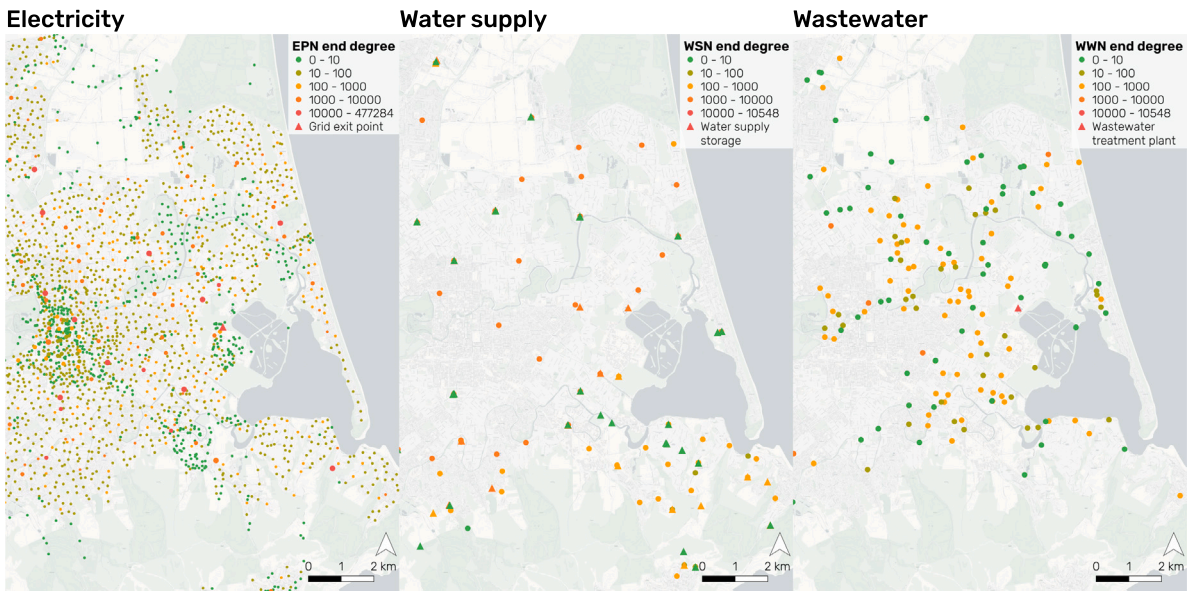 Electricity
EPN end degree
0 - 10
10 - 100
100 - 1000
1000 - 10000
10000 - 477284
Grid exit point
0 1 2 km
Water supply
WSN end degree
0 - 10
10 - 100
100 - 1000
1000 - 10000
10000 - 10548
Water supply
storage
0 1 2 km
Wastewater
WWN end degree
0 - 10
10 - 100
100 - 1000
1000 - 10000
10000 - 10548
Wastewater
treatment plant
0 1 2 km